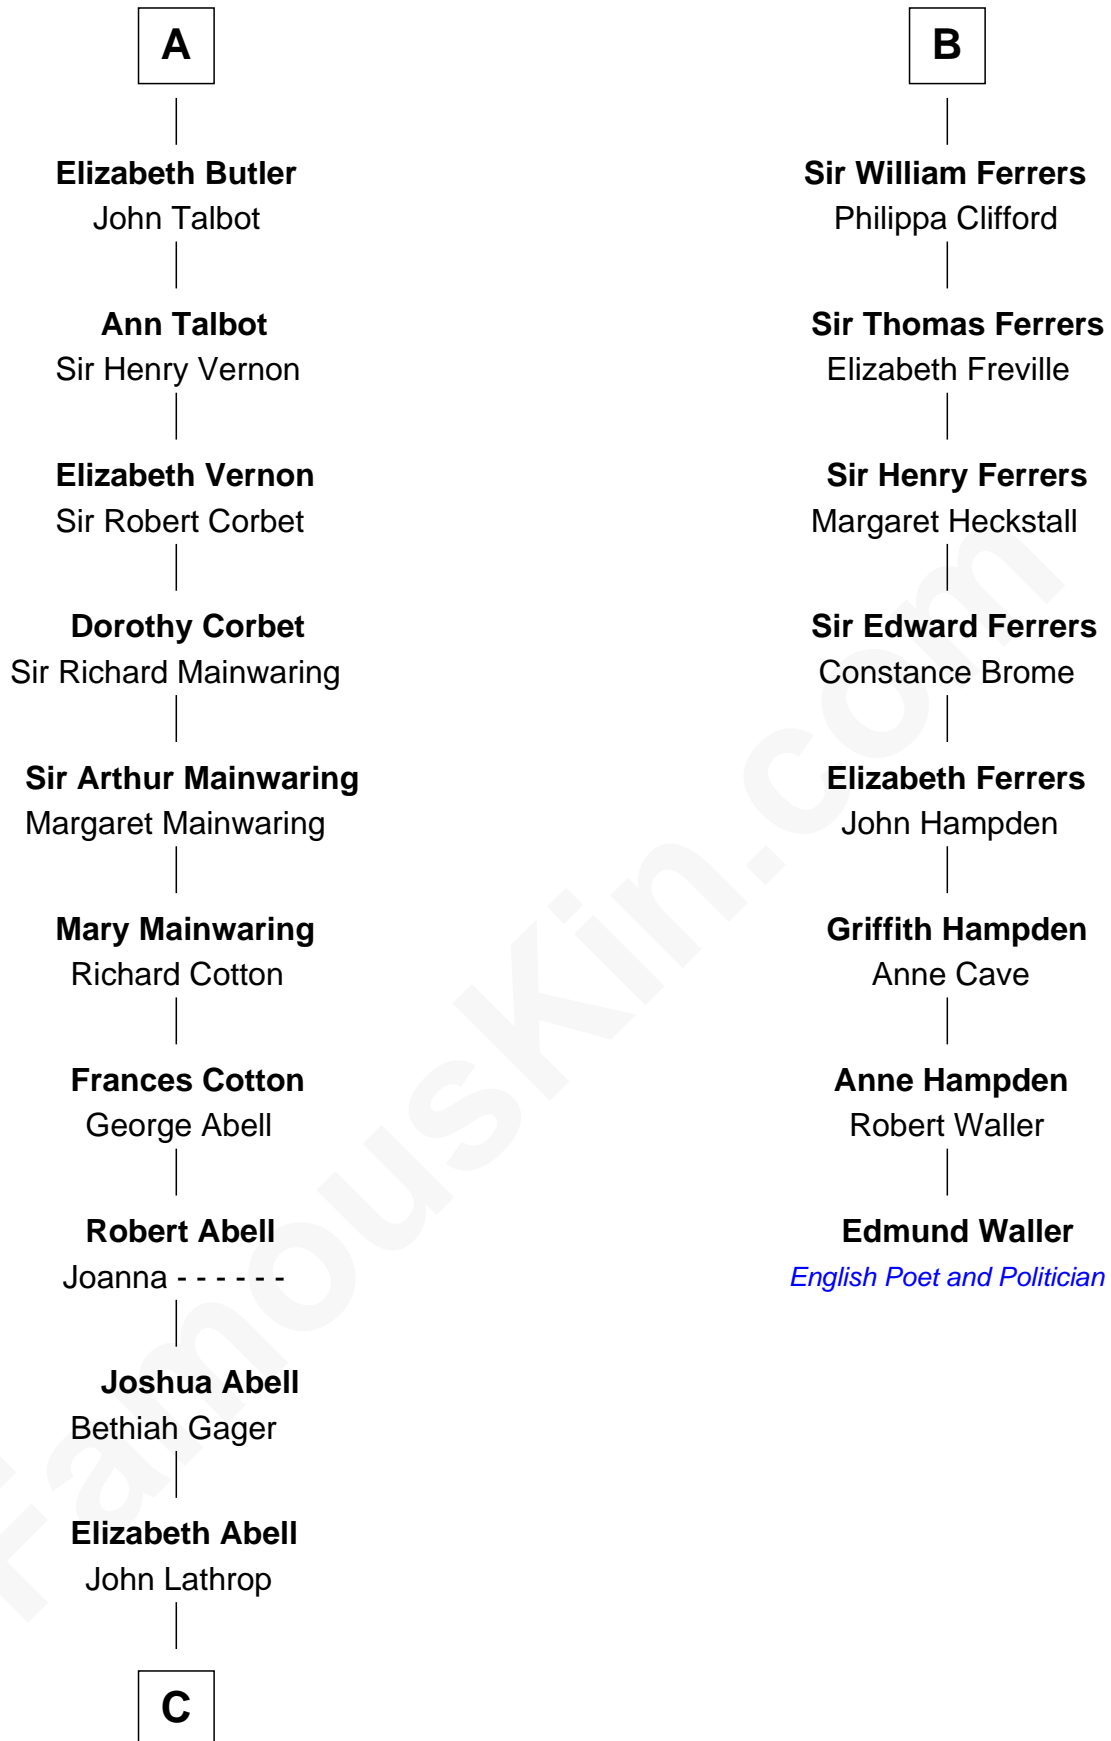 A
Elizabeth Butler
John Talbot
Ann Talbot
Sir Henry Vernon
Elizabeth Vernon
Sir Robert Corbet
Dorothy Corbet
Sir Richard Mainwaring
Sir Arthur Mainwaring
Margaret Mainwaring
Mary Mainwaring
Richard Cotton
Frances Cotton
George Abell
Robert Abell
Joanna - - - - - -
Joshua Abell
Bethiah Gager
Elizabeth Abell
John Lathrop
C
B
Sir William Ferrers
Philippa Clifford
Sir Thomas Ferrers
Elizabeth Freville
Sir Henry Ferrers
Margaret Heckstall
Sir Edward Ferrers
Constance Brome
Elizabeth Ferrers
John Hampden
Griffith Hampden
Anne Cave
Anne Hampden
Robert Waller
Edmund Waller
English Poet and Politician
FamousKin.com